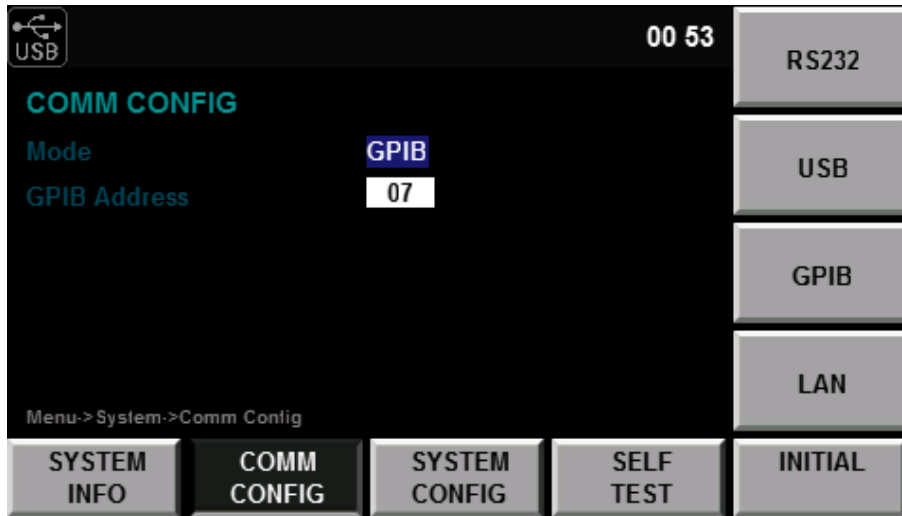 USB
00 53
COMM CONFIG
Mode GPIB
GPIB Address 07
Menu->System->Comm Config
RS232
USB
GPIB
LAN
SYSTEM INFO
COMM CONFIG
SYSTEM CONFIG
SELF TEST
INITIAL